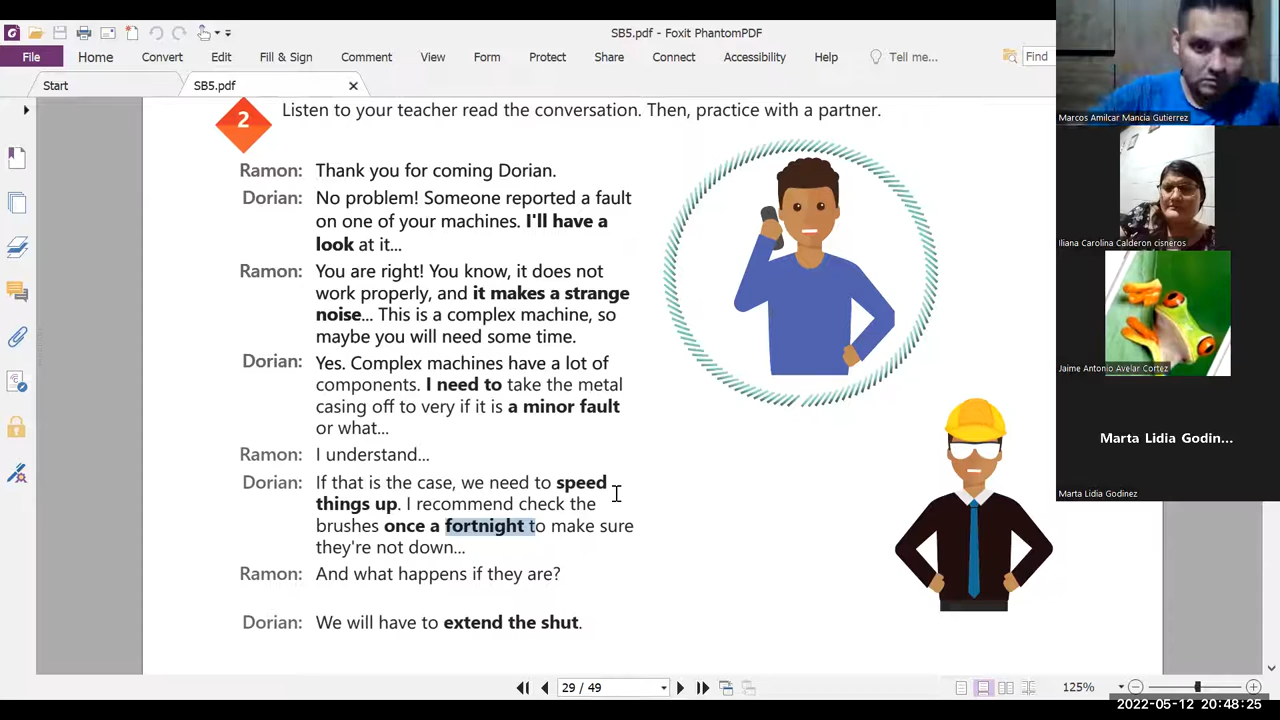 SB5.pdf - Foxit PhantomPDF
File Home Convert Edit Fill & Sign Comment View Form Protect Share Connect Accessibility Help Tell me... Find
Start SB5.pdf
2 Listen to your teacher read the conversation. Then, practice with a partner.
Ramon: Thank you for coming Dorian.
Dorian: No problem! Someone reported a fault
on one of your machines. I'll have a
look at it...
Ramon: You are right! You know, it does not
work properly, and it makes a strange
noise... This is a complex machine, so
maybe you will need some time.
Dorian: Yes. Complex machines have a lot of
components. I need to take the metal
casing off to very if it is a minor fault
or what...
Ramon: I understand...
Dorian: If that is the case, we need to speed
things up. I recommend check the
brushes once a fortnight to make sure
they're not down...
Ramon: And what happens if they are?
Dorian: We will have to extend the shut.
29 / 49
125%
Marcos Amilcar Mancia Gutierrez
Iliana Carolina Calderon cisneros
Jaime Antonio Avelar Cortez
Marta Lidia Godin...
Marta Lidia Godinez
2022-05-12 20:48:25